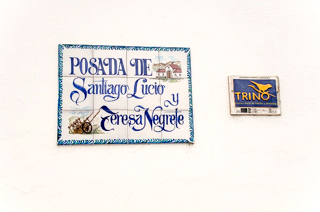 POSADA DE
Santiago Lucio
y
Teresa Negrete
TRINO